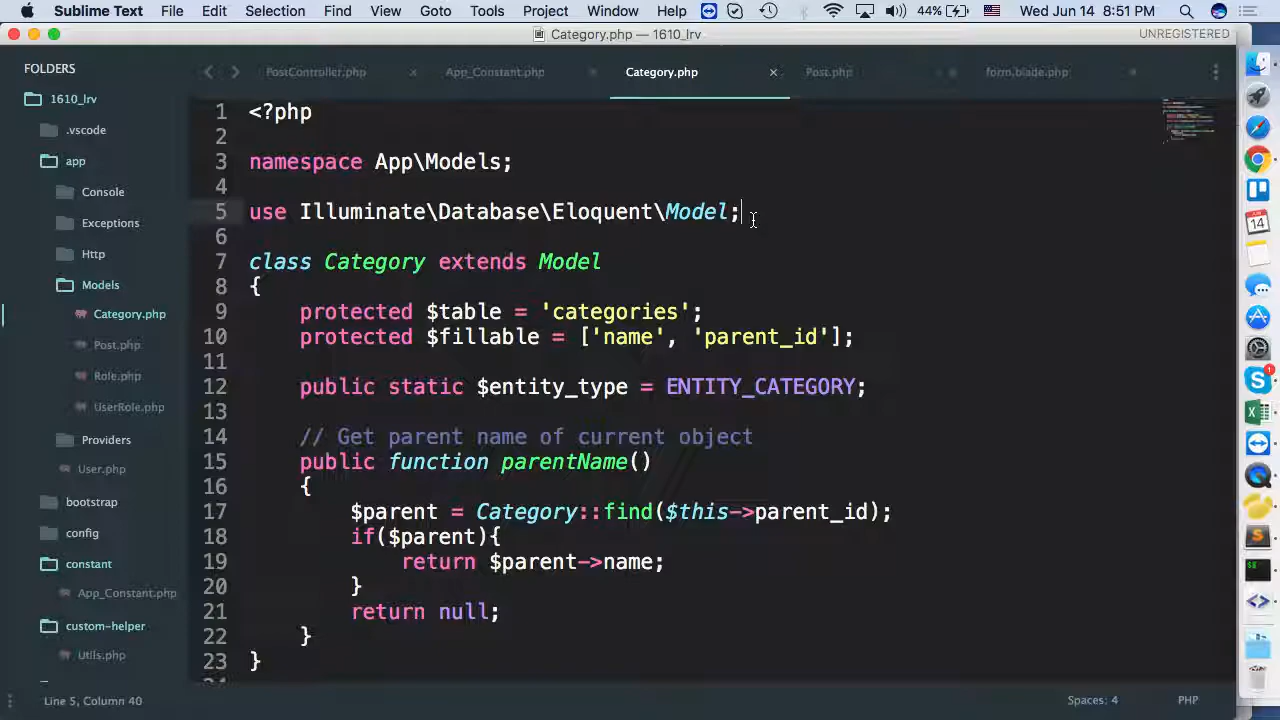 Sublime Text File Edit Selection Find View Goto Tools Project Window Help 44% Wed Jun 14 8:51 PM
Category.php — 1610_lrv UNREGISTERED
FOLDERS
1610_lrv
.vscode
app
Console
Exceptions
Http
Models
Category.php
Post.php
Role.php
UserRole.php
Providers
User.php
bootstrap
config
constant
App_Constant.php
custom-helper
Utils.php
PostController.php App_Constant.php Category.php Post.php form.blade.php
1 <?php
2
3 namespace App\Models;
4
5 use Illuminate\Database\Eloquent\Model;
6
7 class Category extends Model
8 {
9 protected $table = 'categories';
10 protected $fillable = ['name', 'parent_id'];
11
12 public static $entity_type = ENTITY_CATEGORY;
13
14 // Get parent name of current object
15 public function parentName()
16 {
17 $parent = Category::find($this->parent_id);
18 if($parent){
19 return $parent->name;
20 }
21 return null;
22 }
23 }
Line 5, Column 40 Spaces: 4 PHP
JUN
14
1